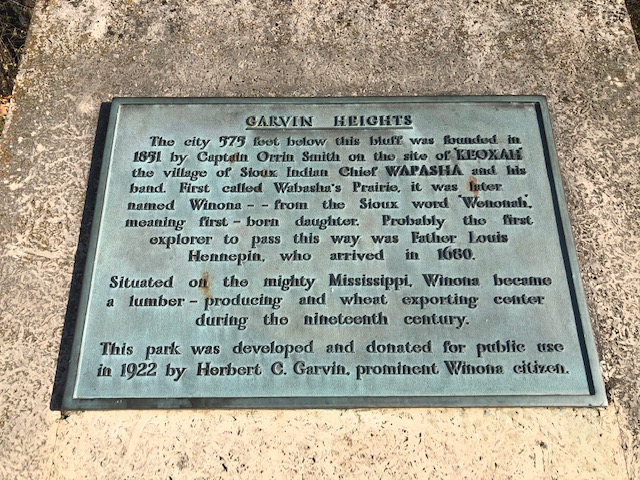 GARVIN HEIGHTS
The city 575 feet below this bluff was founded in
1851 by Captain Orrin Smith on the site of 'KEOXAH'
the village of Sioux Indian Chief WAPASHA and his
band. First called Wabasha's Prairie, it was later
named Winona - - from the Sioux word 'Wenonah',
meaning first - born daughter. Probably the first
explorer to pass this way was Father Louis
Hennepin, who arrived in 1680.
Situated on the mighty Mississippi, Winona became
a lumber - producing and wheat exporting center
during the nineteenth century.
This park was developed and donated for public use
in 1922 by Herbert C. Garvin, prominent Winona citizen.